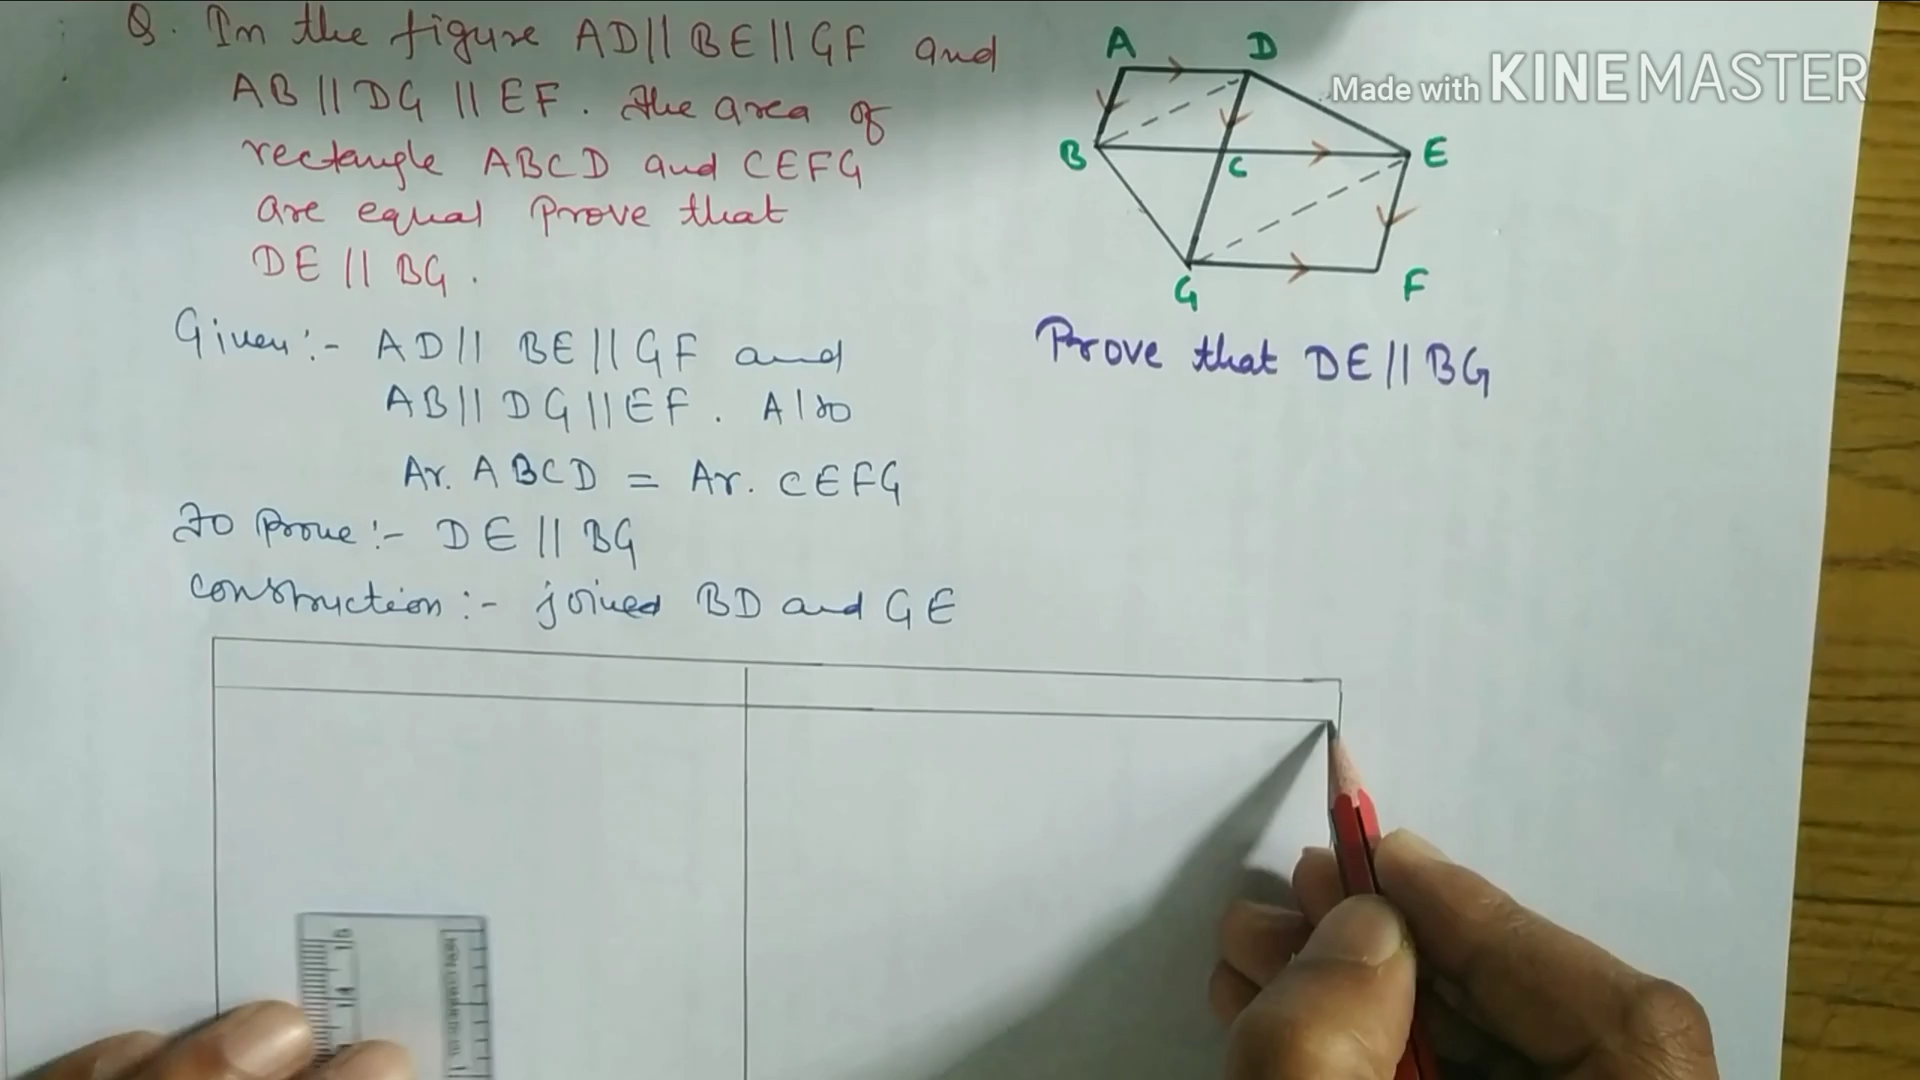 Q. In the figure AD||BE||GF and
AB||DG||EF. The area of
rectangle ABCD and CEFG
are equal Prove that
DE||BG.
A
D
Made with KINEMASTER
B
C
E
G
F
Given:- AD|| BE||GF and
AB||DG||EF. Also
Ar. ABCD = Ar. CEFG
To Prove:- DE||BG
Construction:- joined BD and GE
Prove that DE||BG
15
14